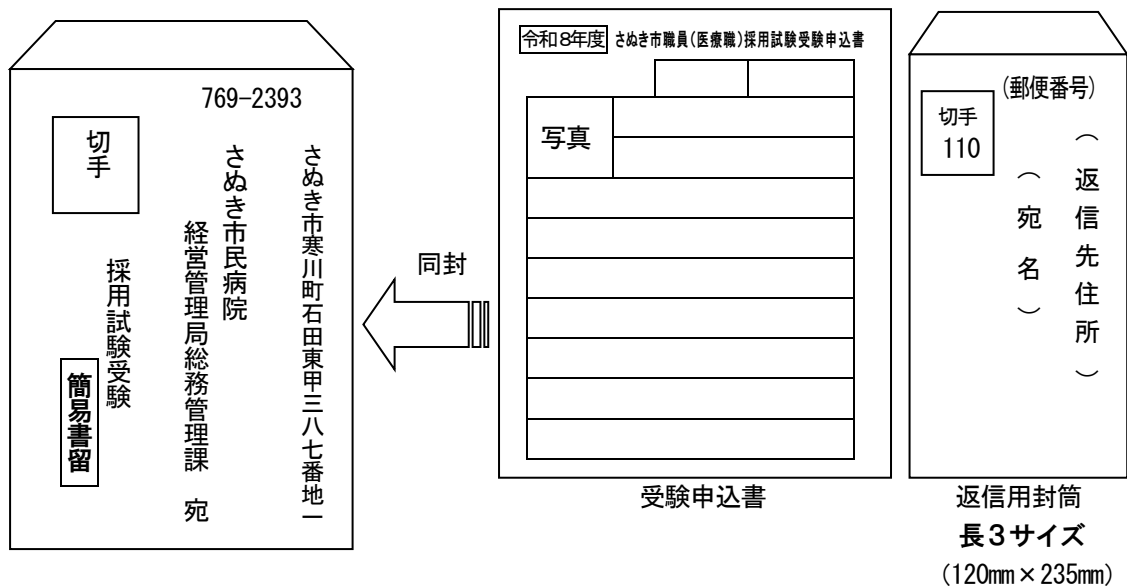 769-2393
切手
さぬき市寒川町石田東甲三八七番地一
さぬき市民病院
経営管理局総務管理課 宛
採用試験受験
簡易書留
同封
令和8年度 さぬき市職員(医療職)採用試験受験申込書
写真
受験申込書
(郵便番号)
切手
110
(返信先住所)
(宛名)
返信用封筒
長3サイズ
(120mm×235mm)